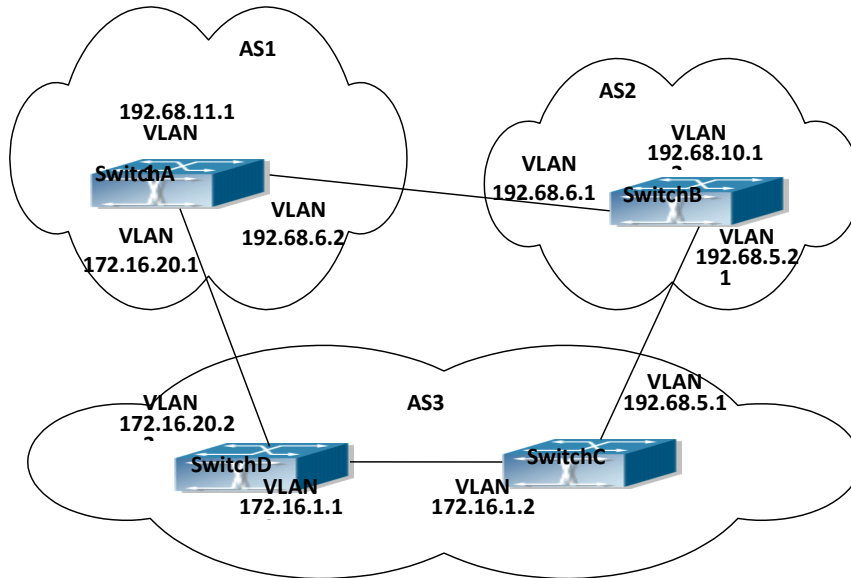 AS1
192.68.11.1
VLAN
SwitchA
VLAN
192.68.6.2
VLAN
172.16.20.1
AS2
VLAN
192.68.10.1
VLAN
192.68.6.1
SwitchB
VLAN
192.68.5.2
1
AS3
VLAN
172.16.20.2
SwitchD
VLAN
172.16.1.1
VLAN
192.68.5.1
SwitchC
VLAN
172.16.1.2